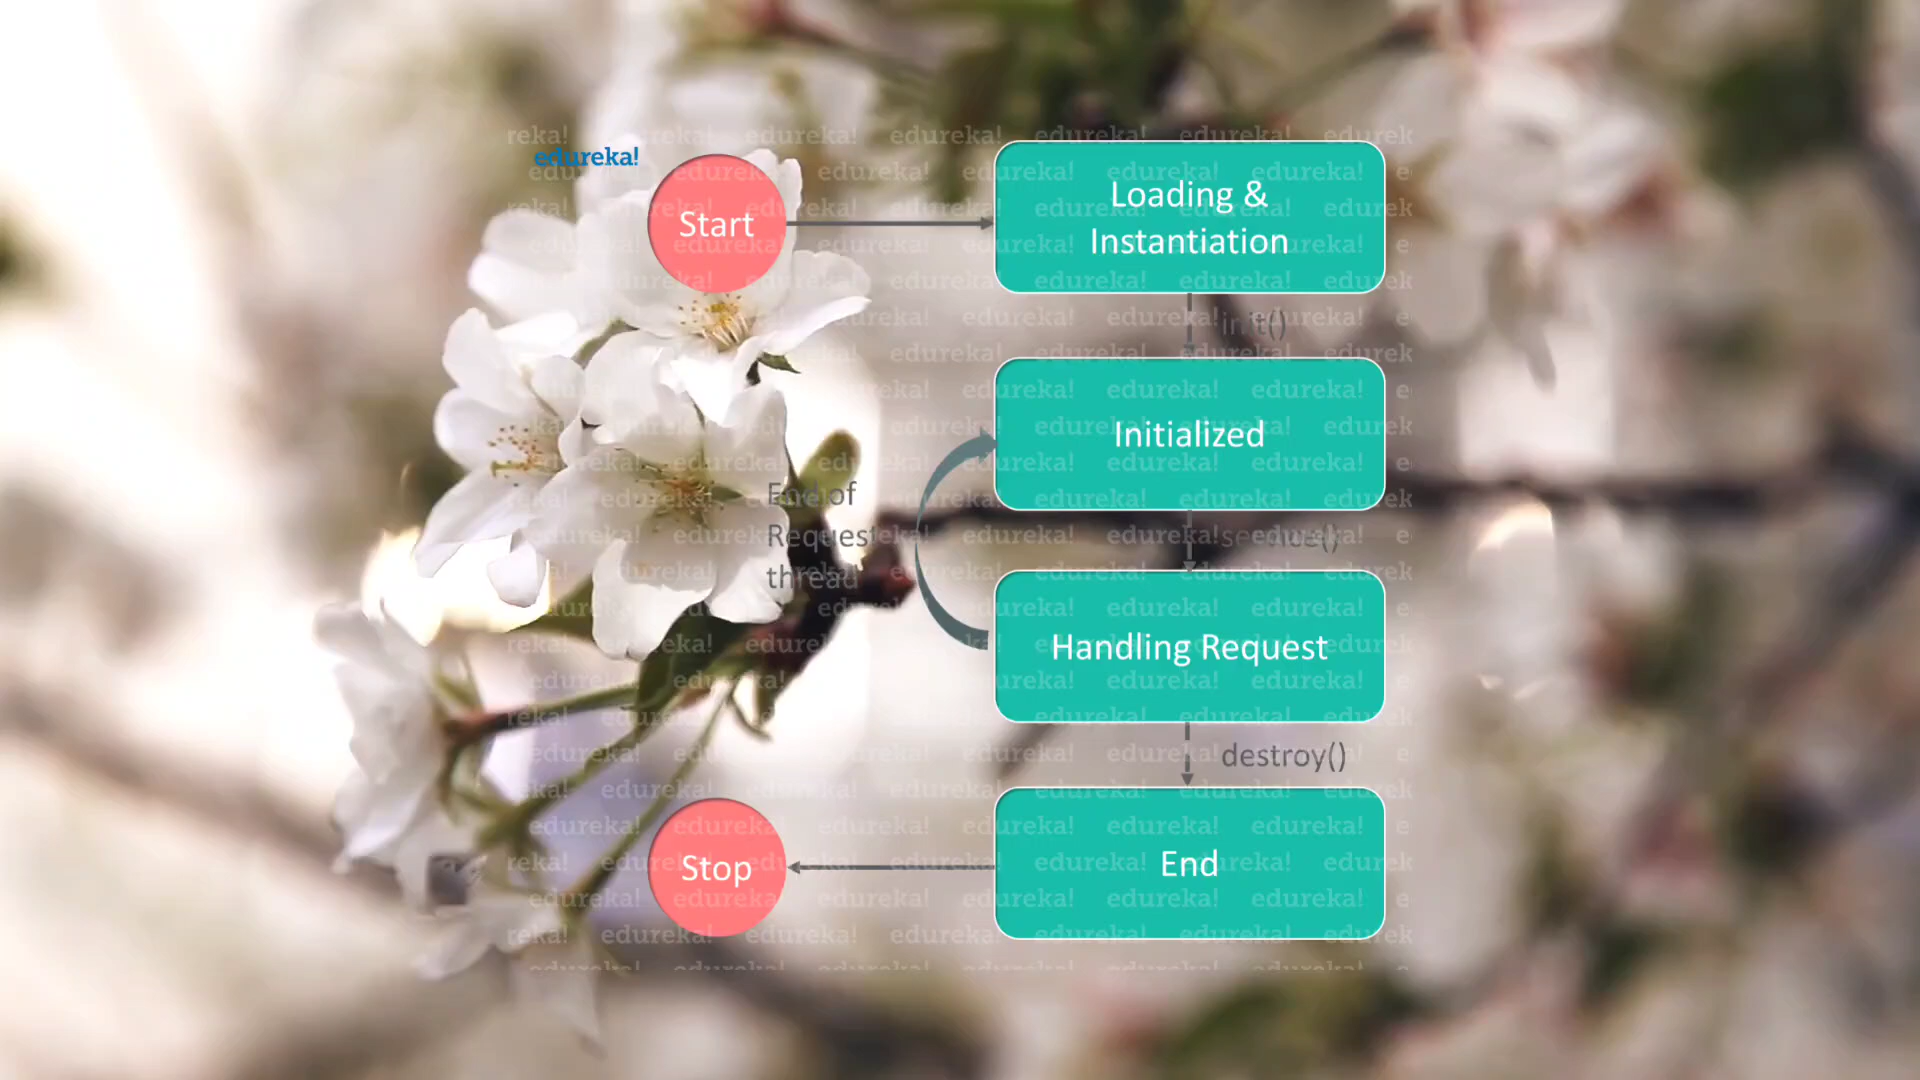 edureka!
Start
Loading &
Instantiation
init()
Initialized
End of
Request
thread
service()
Handling Request
destroy()
Stop
End